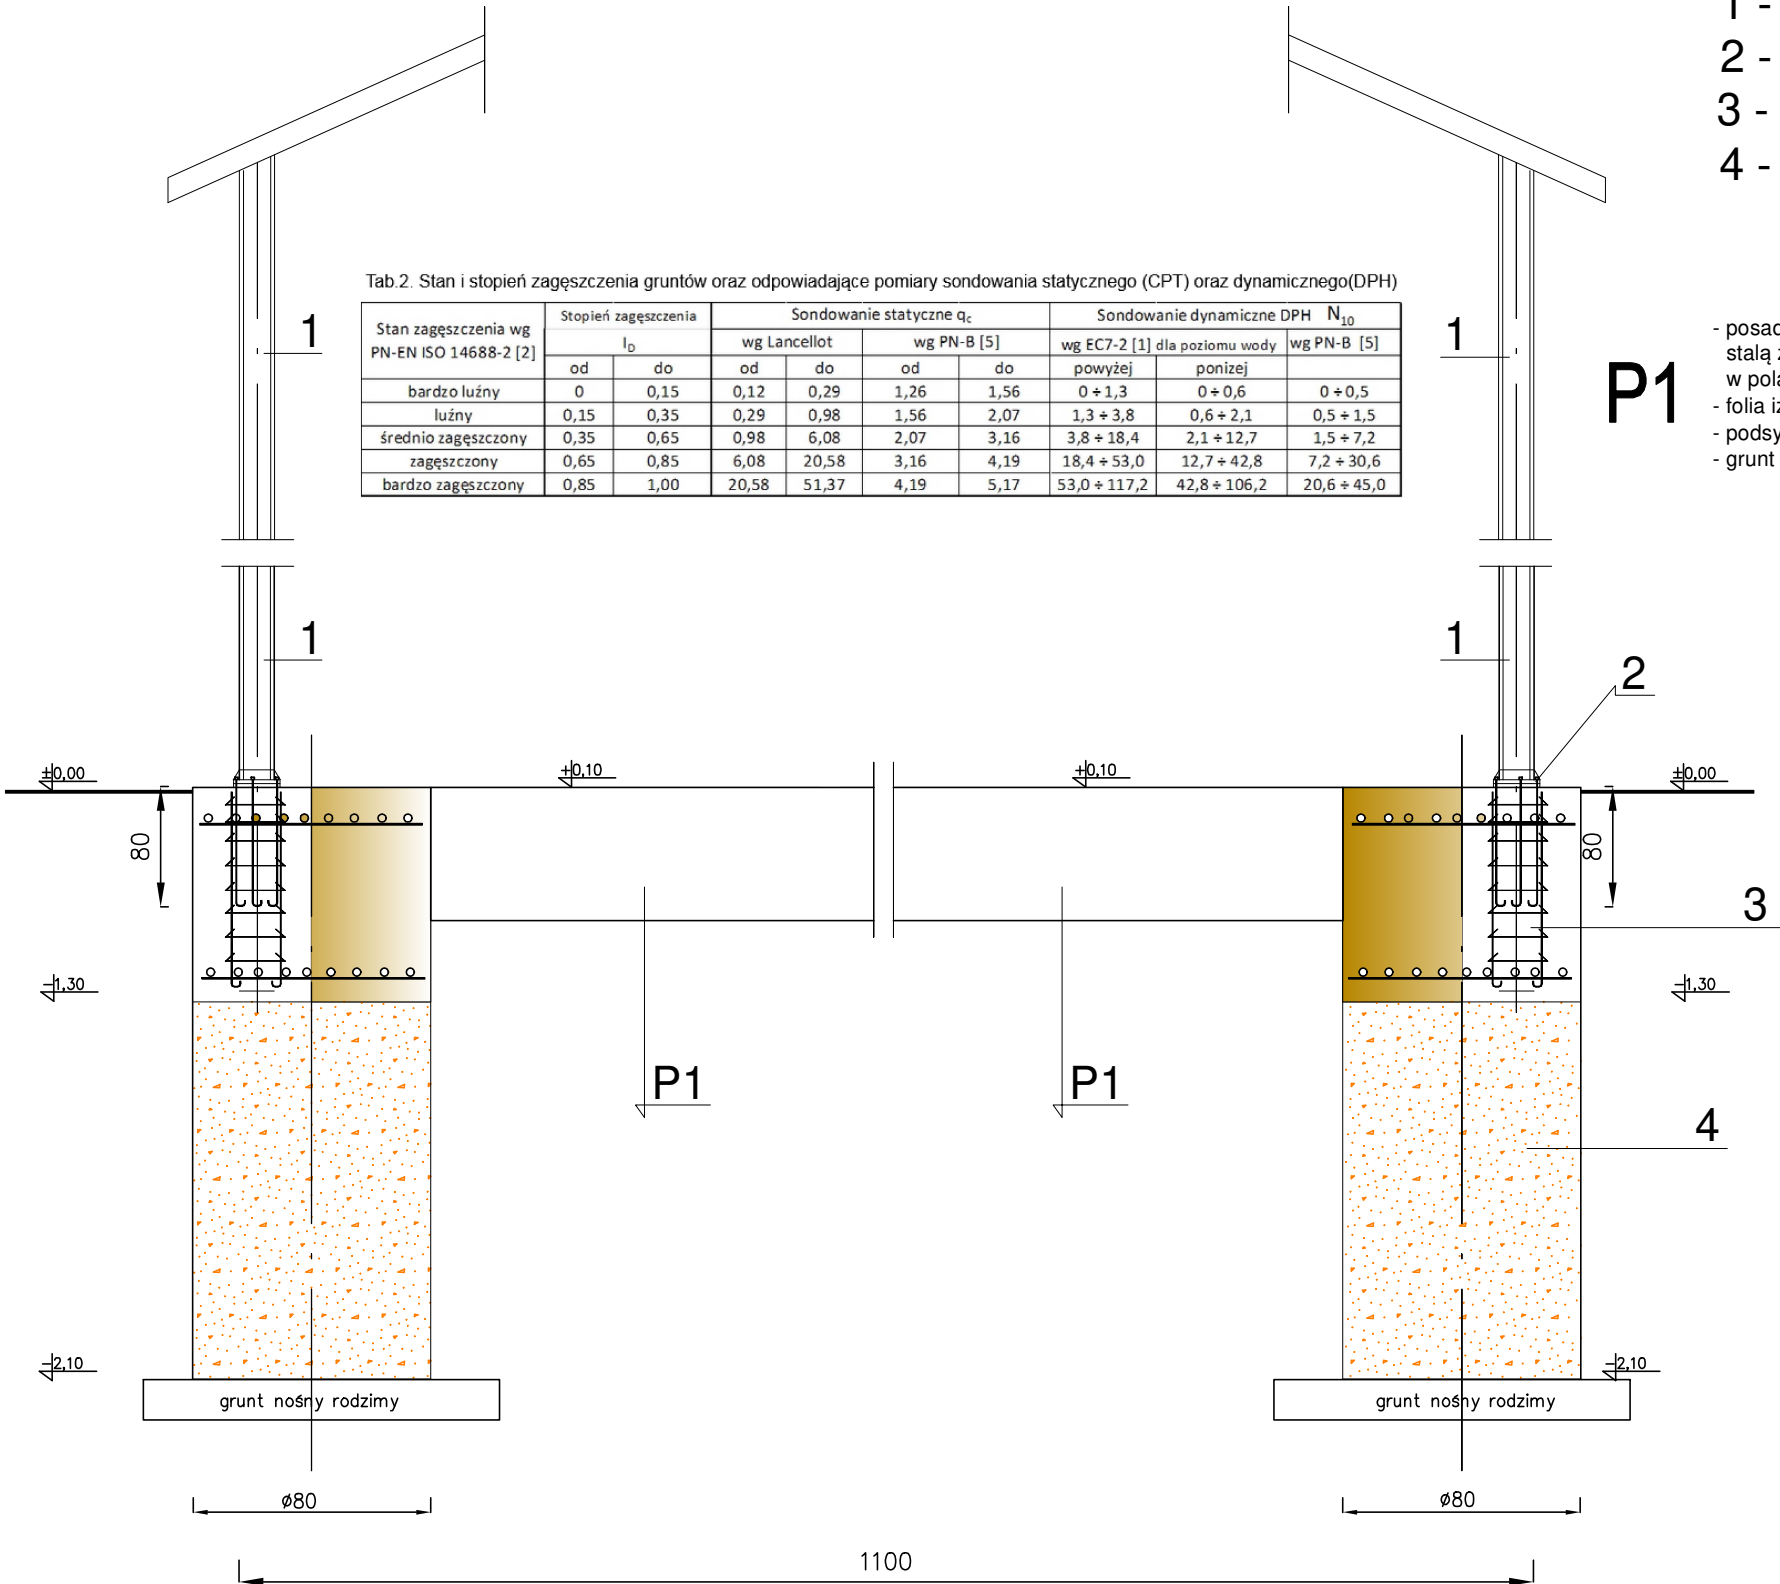 1 -
2 -
3 -
4 -
Tab.2. Stan i stopień zagęszczenia gruntów oraz odpowiadające pomiary sondowania statycznego (CPT) oraz dynamicznego(DPH)
Stan zagęszczenia wg PN-EN ISO 14688-2 [2] Stopień zagęszczenia Sondowanie statyczne qc Sondowanie dynamiczne DPH N10
ID wg Lancellot wg PN-B [5] wg EC7-2 [1] dla poziomu wody wg PN-B [5]
od do od do od do powyżej poniżej
bardzo luźny 0 0,15 0,12 0,29 1,26 1,56 0 ÷ 1,3 0 ÷ 0,6 0 ÷ 0,5
luźny 0,15 0,35 0,29 0,98 1,56 2,07 1,3 ÷ 3,8 0,6 ÷ 2,1 0,5 ÷ 1,5
średnio zagęszczony 0,35 0,65 0,98 6,08 2,07 3,16 3,8 ÷ 18,4 2,1 ÷ 12,7 1,5 ÷ 7,2
zagęszczony 0,65 0,85 6,08 20,58 3,16 4,19 18,4 ÷ 53,0 12,7 ÷ 42,8 7,2 ÷ 30,6
bardzo zagęszczony 0,85 1,00 20,58 51,37 4,19 5,17 53,0 ÷ 117,2 42,8 ÷ 106,2 20,6 ÷ 45,0
1
1
P1
- posad
stalą z
w pola
- folia iz
- podsy
- grunt
1
1
2
±0,00
±0,10
±0,10
±0,00
80
80
3
-1,30
-1,30
P1
P1
4
-2,10
-2,10
grunt nośny rodzimy
grunt nośny rodzimy
ø80
ø80
1100